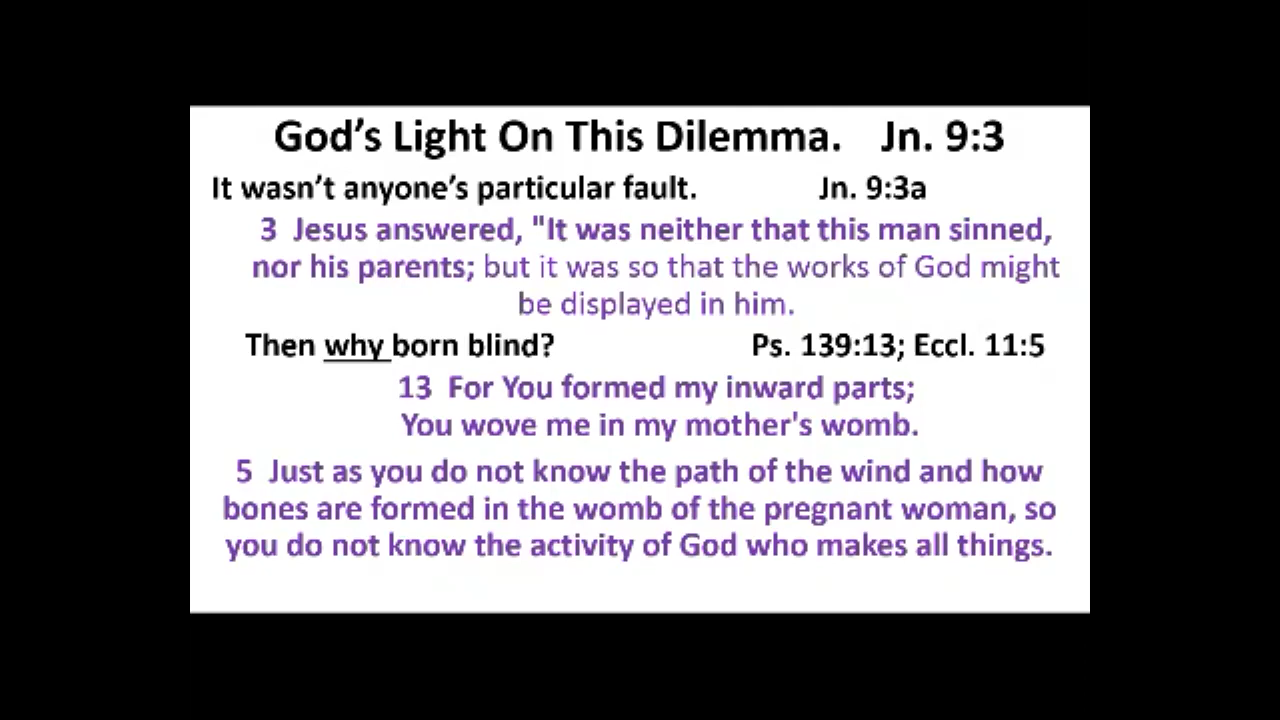 God's Light On This Dilemma. Jn. 9:3
It wasn't anyone's particular fault. Jn. 9:3a
3 Jesus answered, "It was neither that this man sinned,
nor his parents; but it was so that the works of God might
be displayed in him.
Then why born blind? Ps. 139:13; Eccl. 11:5
13 For You formed my inward parts;
You wove me in my mother's womb.
5 Just as you do not know the path of the wind and how
bones are formed in the womb of the pregnant woman, so
you do not know the activity of God who makes all things.